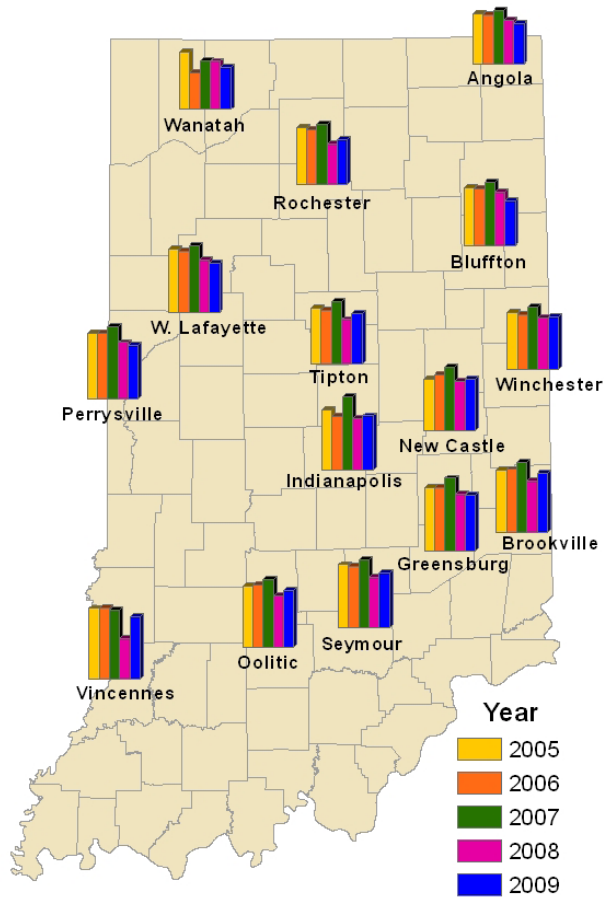 Angola
Wanatah
Rochester
Bluffton
W. Lafayette
Tipton
Winchester
Perrysville
New Castle
Indianapolis
Brookville
Greensburg
Seymour
Oolitic
Vincennes
Year
2005
2006
2007
2008
2009